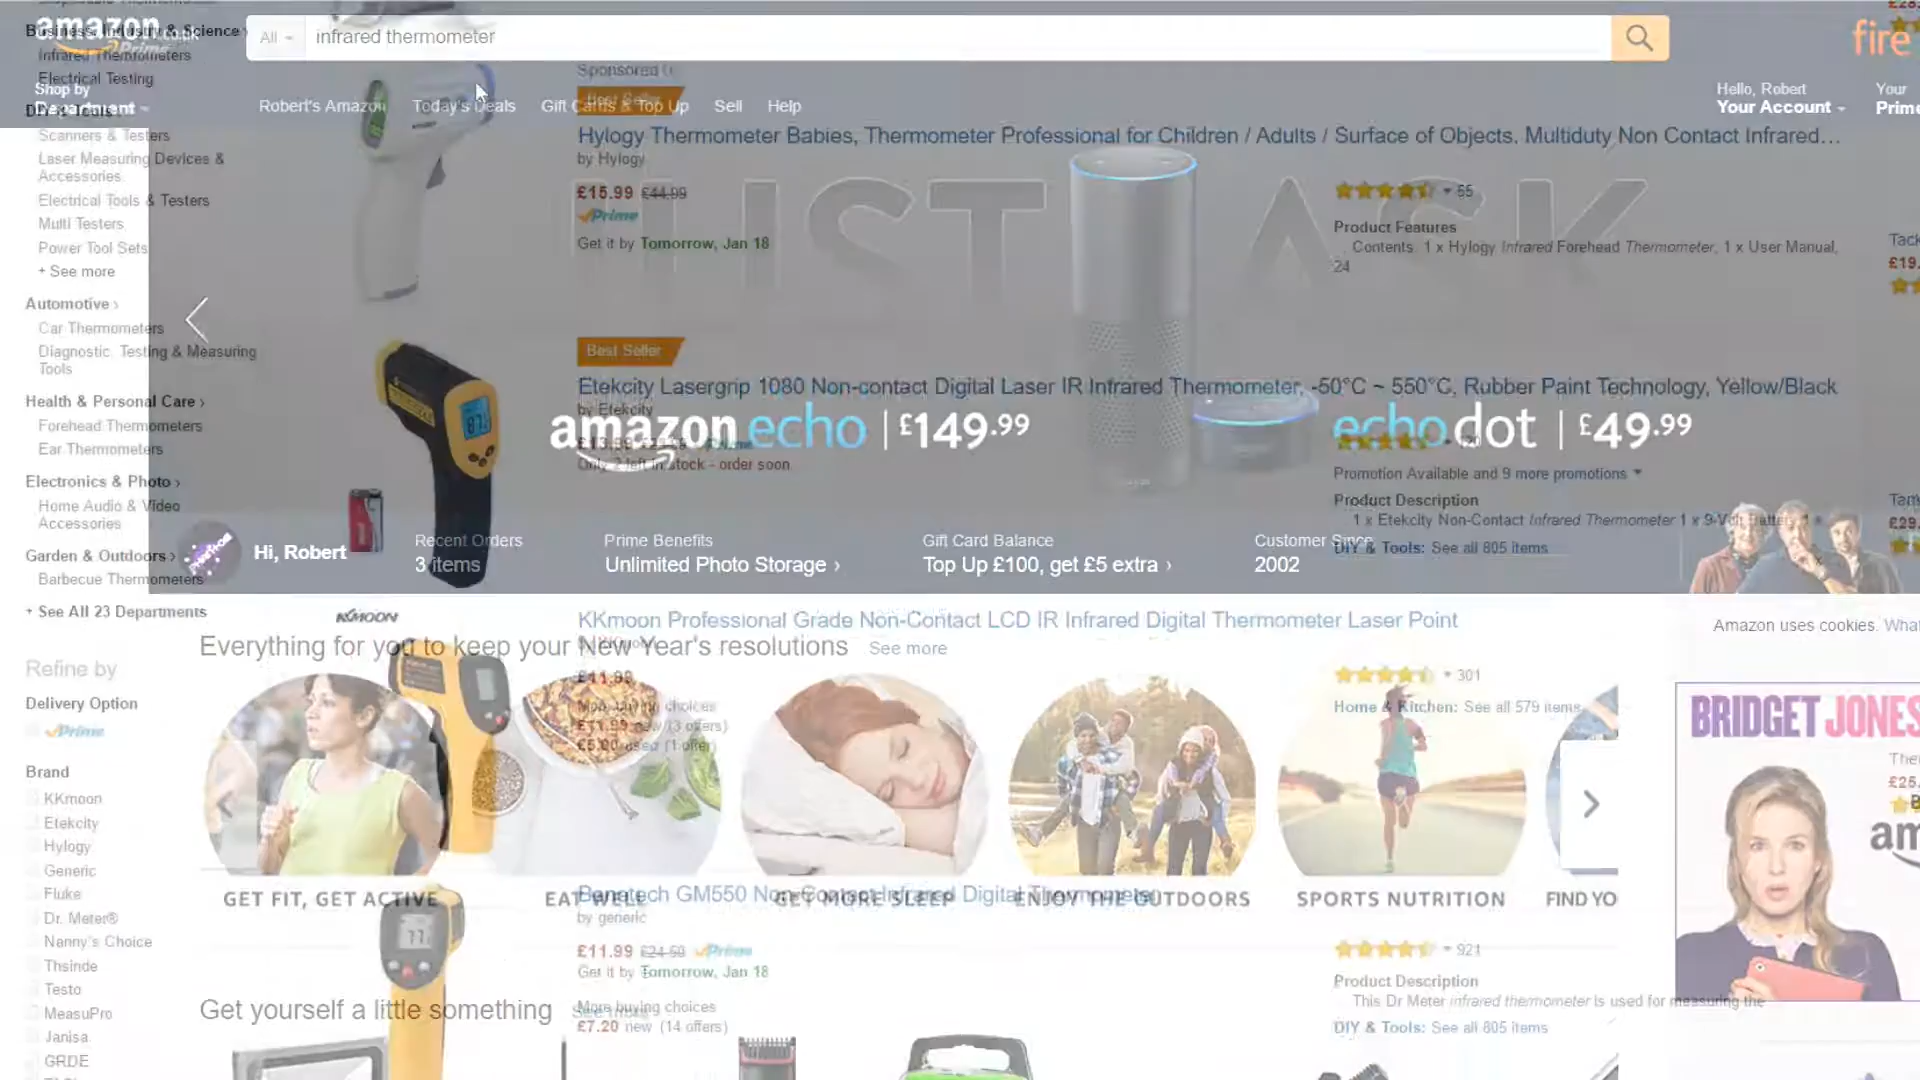 Business, Industry & Science
amazon.co.uk
Prime
All
infrared thermometer
fire
Infrared Thermometers
Electrical Testing
Shop by
Department
Robert's Amazon
Today's Deals
Gift Cards & Top Up
Sell
Help
Hello, Robert
Your Account
Your
Prime
Scanners & Testers
Laser Measuring Devices &
Accessories
Electrical Tools & Testers
Multi Testers
Power Tool Sets
+ See more
Automotive ›
Car Thermometers
Diagnostic, Testing & Measuring
Tools
Health & Personal Care ›
Forehead Thermometers
Ear Thermometers
Electronics & Photo ›
Home Audio & Video
Accessories
Garden & Outdoors ›
Barbecue Thermometers
+ See All 23 Departments
Refine by
Delivery Option
Prime
Brand
KKmoon
Etekcity
Hylogy
Generic
Fluke
Dr. Meter®
Nanny's Choice
Thsinde
Testo
MeasuPro
Janisa
GRDE
Sponsored
Best Seller
Hylogy Thermometer Babies, Thermometer Professional for Children / Adults / Surface of Objects. Multiduty Non Contact Infrared...
by Hylogy
£15.99 £44.99
Prime
Get it by Tomorrow, Jan 18
55
Product Features
Contents: 1 x Hylogy Infrared Forehead Thermometer, 1 x User Manual,
24
JUST ASK
Best Seller
Etekcity Lasergrip 1080 Non-contact Digital Laser IR Infrared Thermometer, -50°C ~ 550°C, Rubber Paint Technology, Yellow/Black
by Etekcity
Only 2 left in stock - order soon.
amazon echo | £149.99
echo dot | £49.99
Promotion Available and 9 more promotions
Product Description
1 x Etekcity Non-Contact Infrared Thermometer 1 x 9-Volt Battery 1 x
DIY & Tools: See all 805 items
Hi, Robert
Recent Orders
3 items
Prime Benefits
Unlimited Photo Storage ›
Gift Card Balance
Top Up £100, get £5 extra ›
Customer Since
2002
KKMOON
KKmoon Professional Grade Non-Contact LCD IR Infrared Digital Thermometer Laser Point
£11.99
More buying choices
£11.99 new (3 offers)
£5.00 used (1 offer)
301
Home & Kitchen: See all 579 items
Amazon uses cookies. What
Everything for you to keep your New Year's resolutions
See more
GET FIT, GET ACTIVE
EAT WELL
GET MORE SLEEP
ENJOY THE OUTDOORS
SPORTS NUTRITION
FIND YO
BRIDGET JONES
Benetech GM550 Non-Contact Infrared Digital Thermometer
by generic
£11.99 £24.50 Prime
Get it by Tomorrow, Jan 18
More buying choices
£7.20 new (14 offers)
921
Product Description
This Dr Meter infrared thermometer is used for measuring the
DIY & Tools: See all 805 items
Get yourself a little something
See more